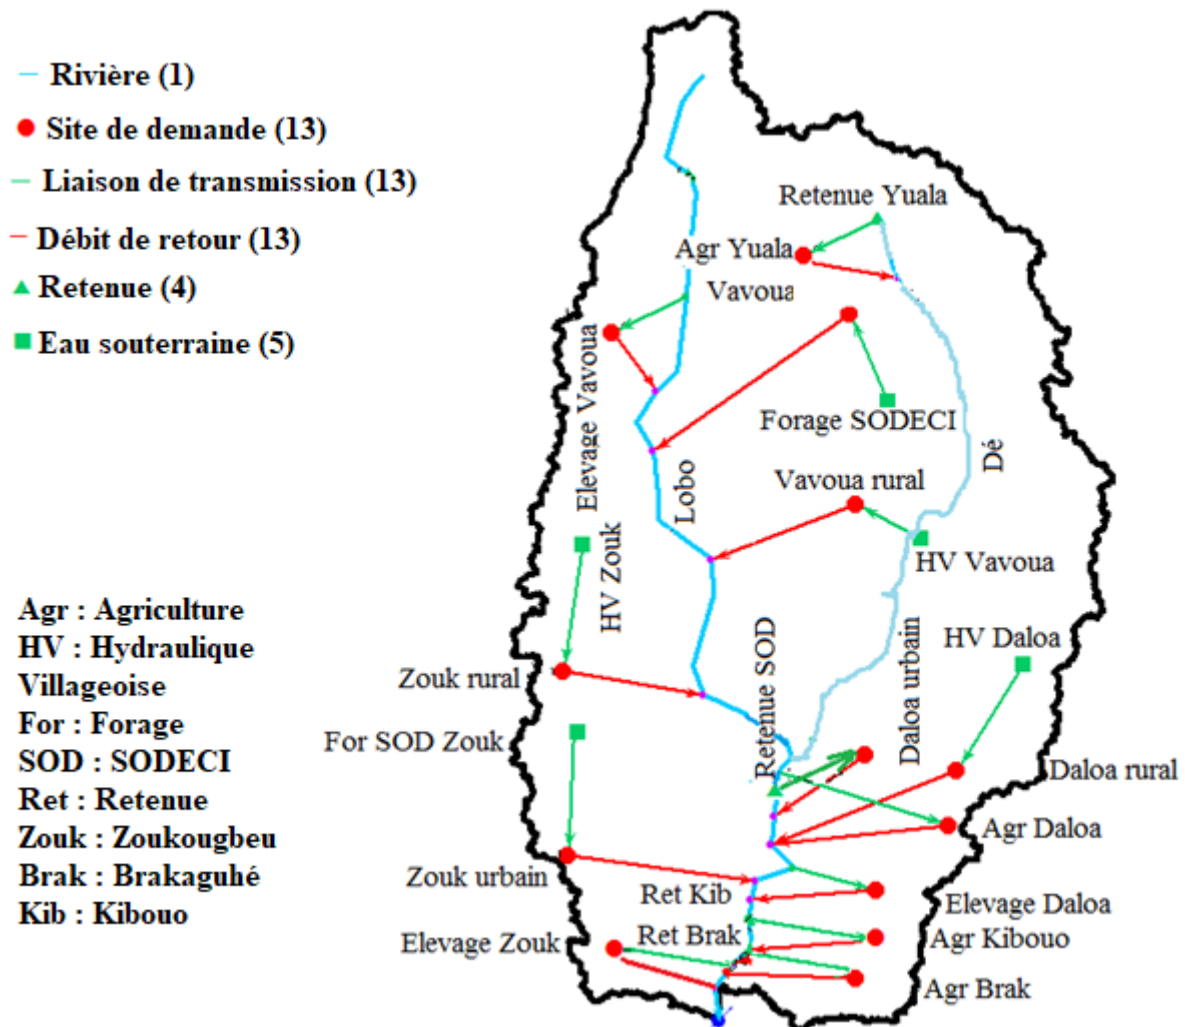 Rivière (1)
Site de demande (13)
Liaison de transmission (13)
Débit de retour (13)
Retenue (4)
Eau souterraine (5)
Agr : Agriculture
HV : Hydraulique
Villageoise
For : Forage
SOD : SODECI
Ret : Retenue
Zouk : Zoukougbeu
Brak : Brakaguhé
Kib : Kibouo
Retenue Yuala
Agr Yuala
Vavoua
Elevage Vavoua
Forage SODECI
Dé
Lobo
Vavoua rural
HV Vavoua
HV Zouk
HV Daloa
Zouk rural
Retenue SOD
Daloa urbain
For SOD Zouk
Daloa rural
Agr Daloa
Zouk urbain
Ret Kib
Elevage Daloa
Ret Brak
Agr Kibouo
Elevage Zouk
Agr Brak